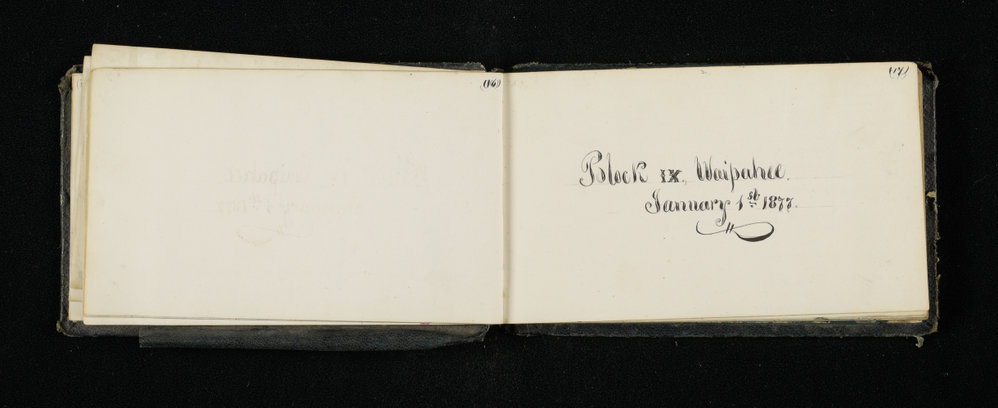 (16)
(17)
Block IX. Waipahee.
January 1st 1877.